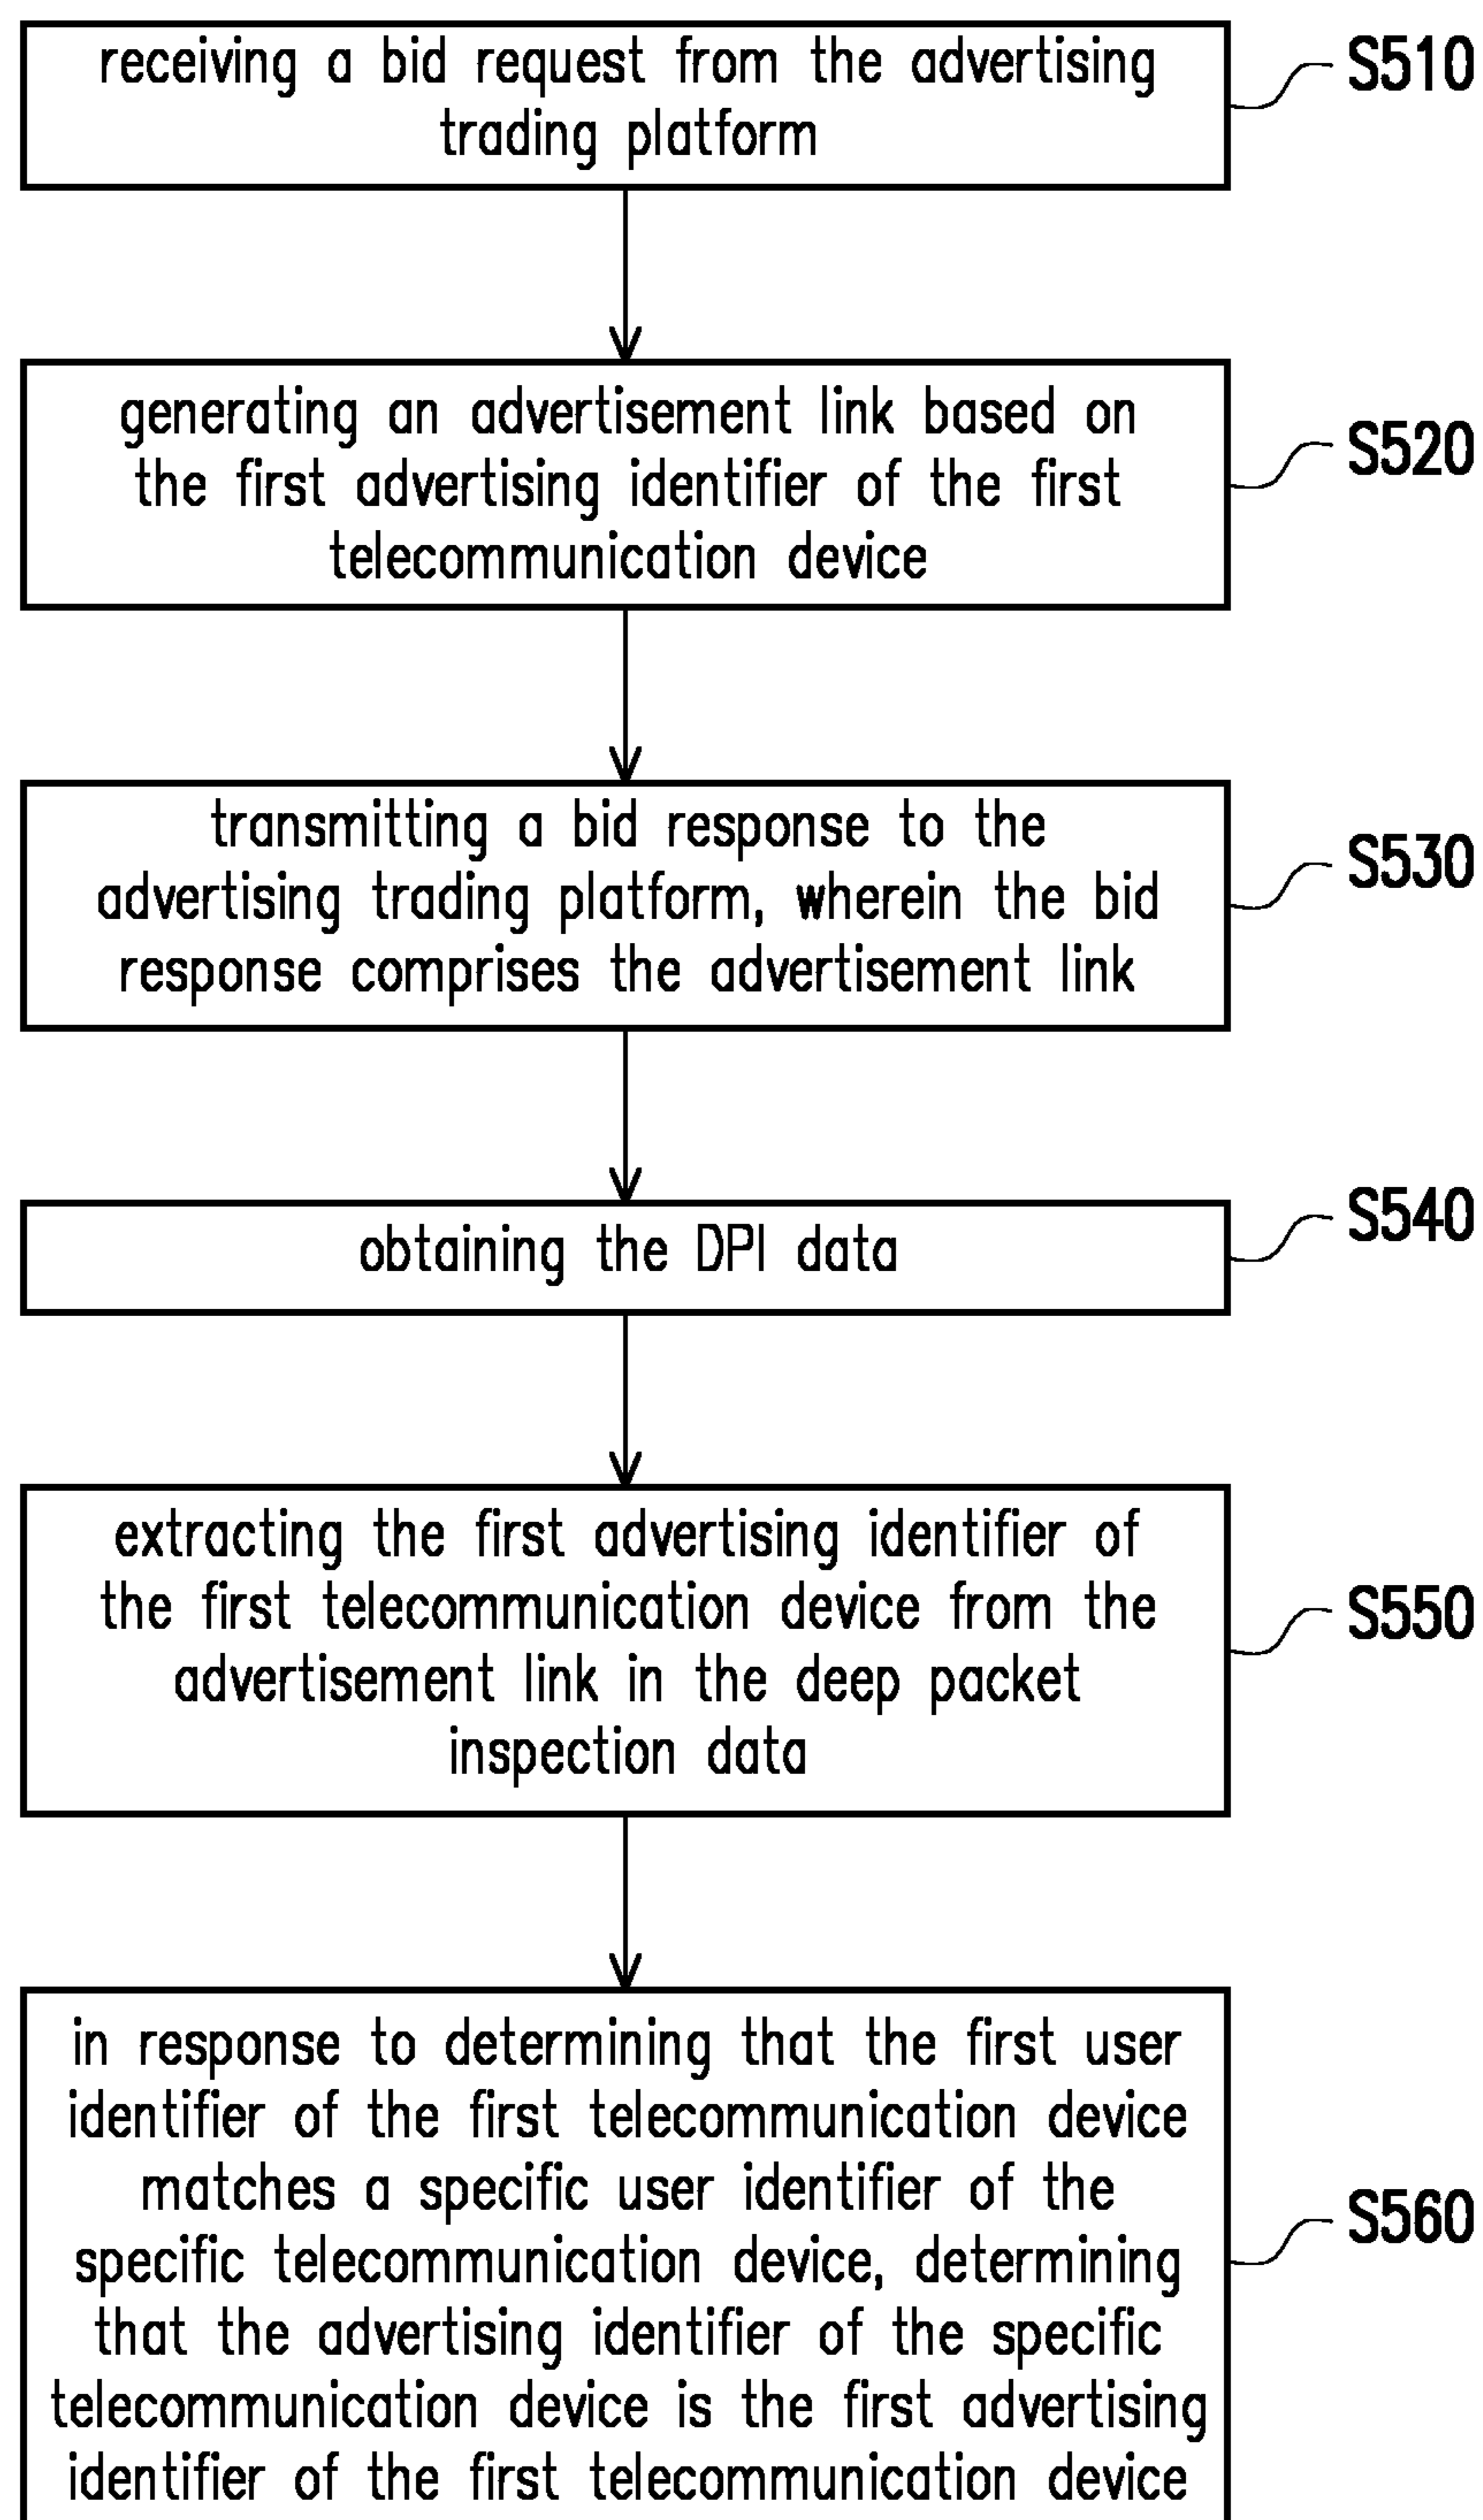 receiving a bid request from the advertising
trading platform
S510
generating an advertisement link based on
the first advertising identifier of the first
telecommunication device
S520
transmitting a bid response to the
advertising trading platform, wherein the bid
response comprises the advertisement link
S530
obtaining the DPI data
S540
extracting the first advertising identifier of
the first telecommunication device from the
advertisement link in the deep packet
inspection data
S550
in response to determining that the first user
identifier of the first telecommunication device
matches a specific user identifier of the
specific telecommunication device, determining
that the advertising identifier of the specific
telecommunication device is the first advertising
identifier of the first telecommunication device
S560